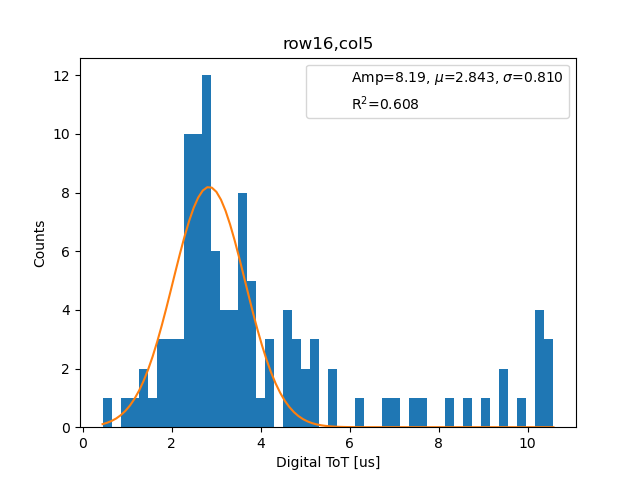 row16,col5
Amp=8.19, μ=2.843, σ=0.810
R²=0.608
12
10
8
6
4
2
0
Counts
0 2 4 6 8 10
Digital ToT [us]